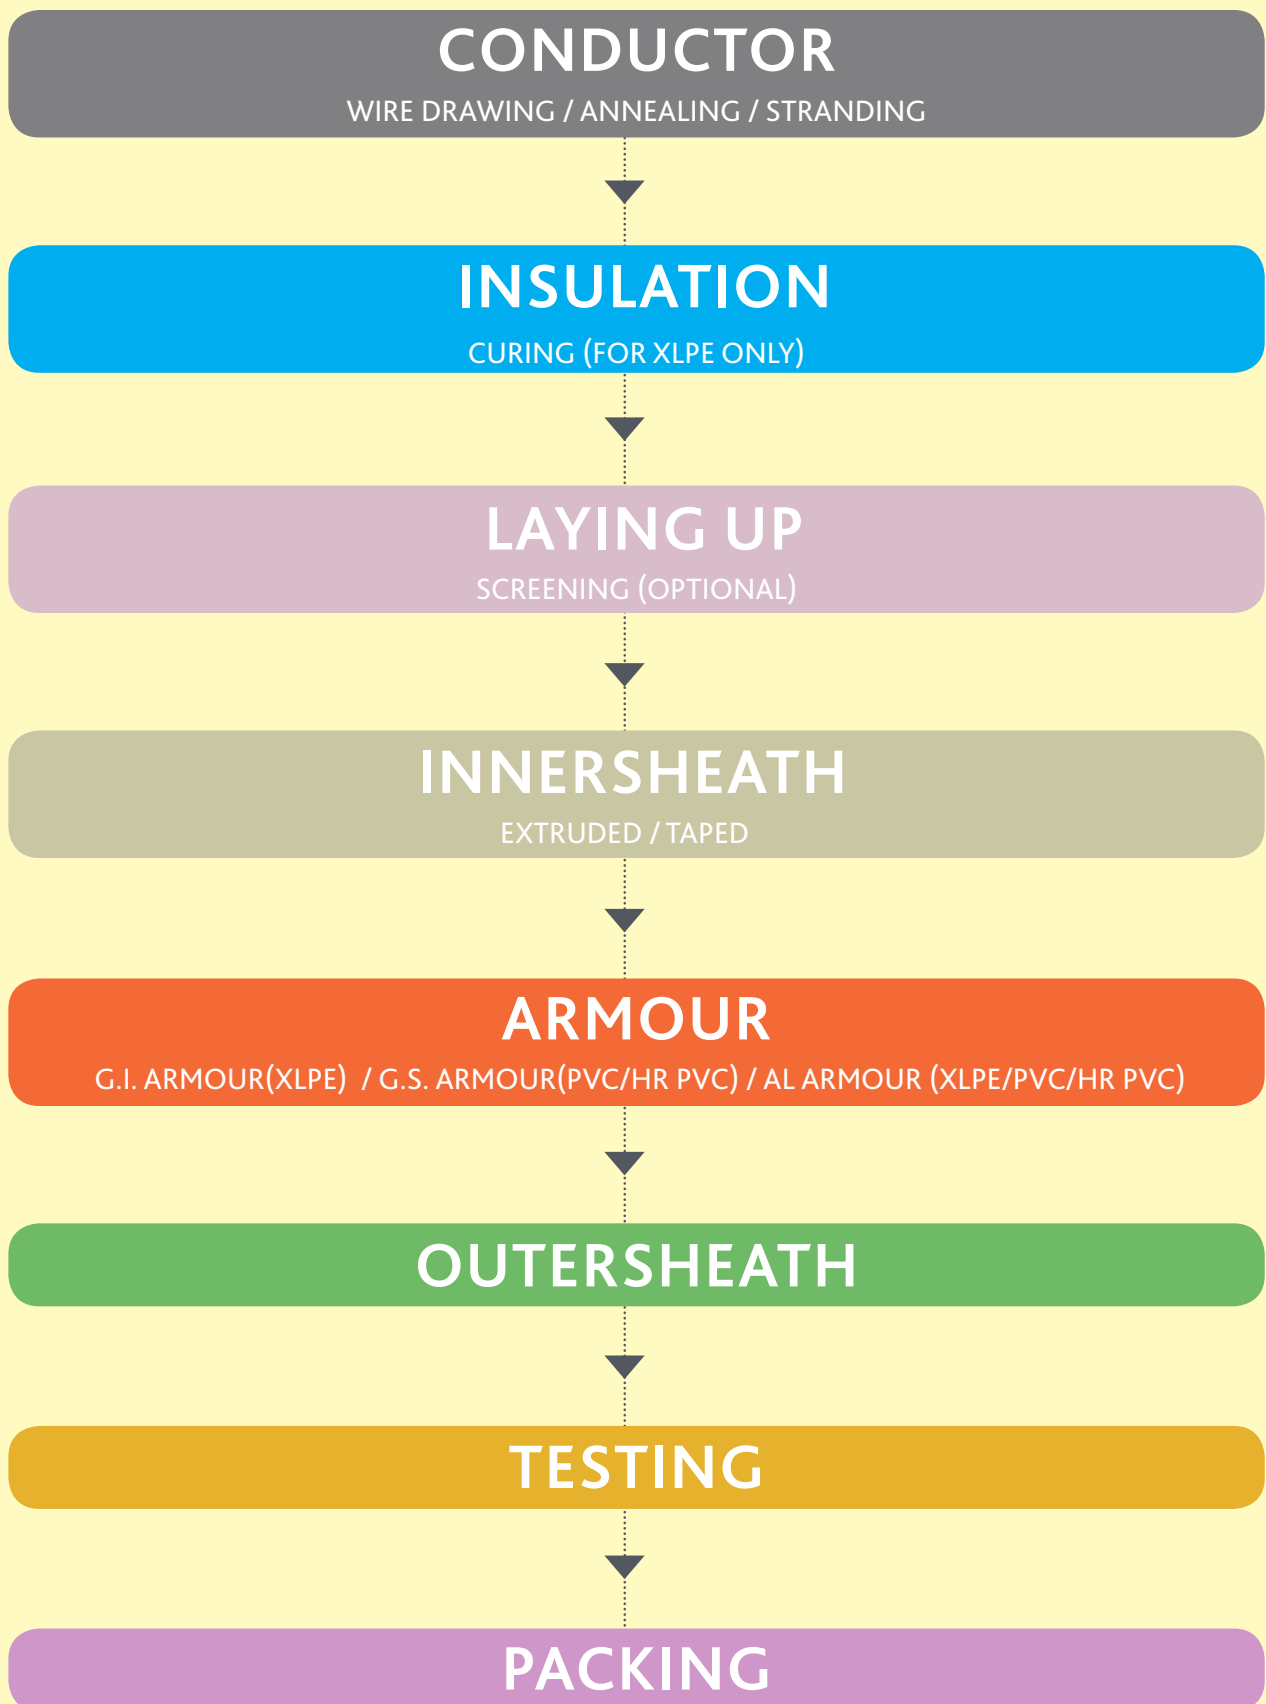 CONDUCTOR
WIRE DRAWING / ANNEALING / STRANDING
INSULATION
CURING (FOR XLPE ONLY)
LAYING UP
SCREENING (OPTIONAL)
INNERSHEATH
EXTRUDED / TAPED
ARMOUR
G.I. ARMOUR(XLPE) / G.S. ARMOUR(PVC/HR PVC) / AL ARMOUR (XLPE/PVC/HR PVC)
OUTERSHEATH
TESTING
PACKING